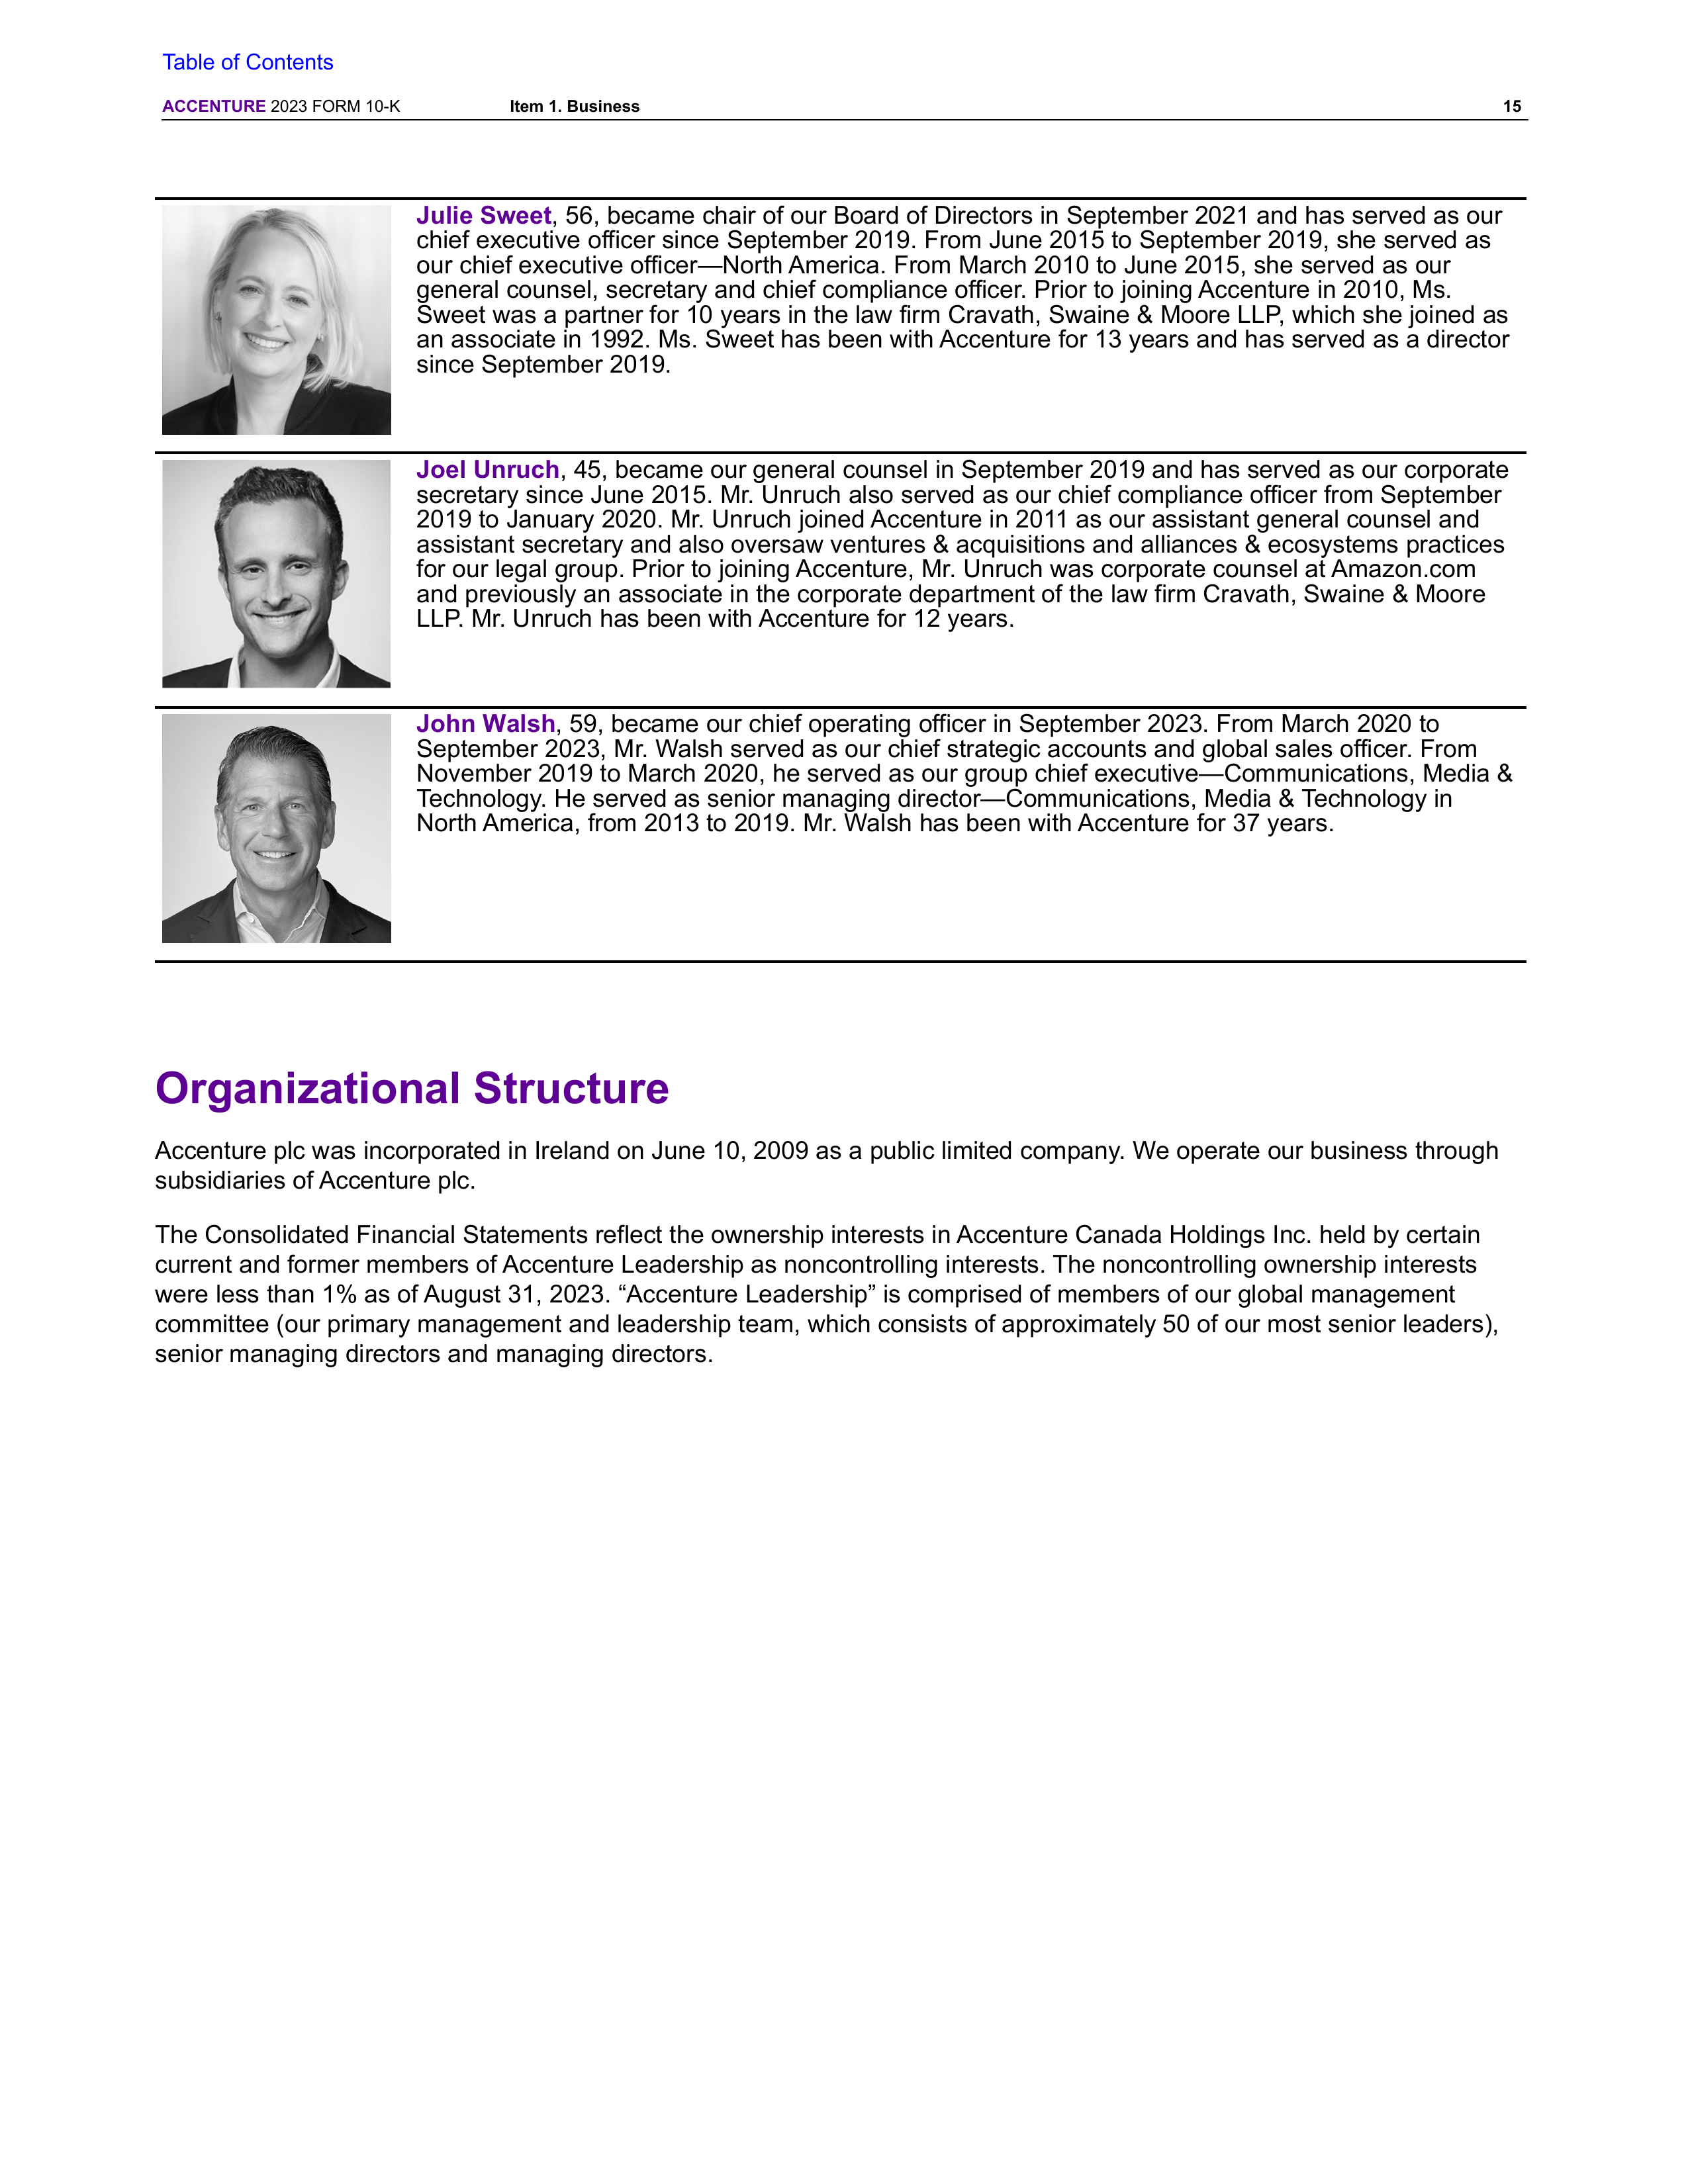 Table of Contents
ACCENTURE 2023 FORM 10-K Item 1. Business 15
Julie Sweet, 56, became chair of our Board of Directors in September 2021 and has served as our
chief executive officer since September 2019. From June 2015 to September 2019, she served as
our chief executive officer—North America. From March 2010 to June 2015, she served as our
general counsel, secretary and chief compliance officer. Prior to joining Accenture in 2010, Ms.
Sweet was a partner for 10 years in the law firm Cravath, Swaine & Moore LLP, which she joined as
an associate in 1992. Ms. Sweet has been with Accenture for 13 years and has served as a director
since September 2019.
Joel Unruch, 45, became our general counsel in September 2019 and has served as our corporate
secretary since June 2015. Mr. Unruch also served as our chief compliance officer from September
2019 to January 2020. Mr. Unruch joined Accenture in 2011 as our assistant general counsel and
assistant secretary and also oversaw ventures & acquisitions and alliances & ecosystems practices
for our legal group. Prior to joining Accenture, Mr. Unruch was corporate counsel at Amazon.com
and previously an associate in the corporate department of the law firm Cravath, Swaine & Moore
LLP. Mr. Unruch has been with Accenture for 12 years.
John Walsh, 59, became our chief operating officer in September 2023. From March 2020 to
September 2023, Mr. Walsh served as our chief strategic accounts and global sales officer. From
November 2019 to March 2020, he served as our group chief executive—Communications, Media &
Technology. He served as senior managing director—Communications, Media & Technology in
North America, from 2013 to 2019. Mr. Walsh has been with Accenture for 37 years.
Organizational Structure
Accenture plc was incorporated in Ireland on June 10, 2009 as a public limited company. We operate our business through
subsidiaries of Accenture plc.
The Consolidated Financial Statements reflect the ownership interests in Accenture Canada Holdings Inc. held by certain
current and former members of Accenture Leadership as noncontrolling interests. The noncontrolling ownership interests
were less than 1% as of August 31, 2023. “Accenture Leadership” is comprised of members of our global management
committee (our primary management and leadership team, which consists of approximately 50 of our most senior leaders),
senior managing directors and managing directors.